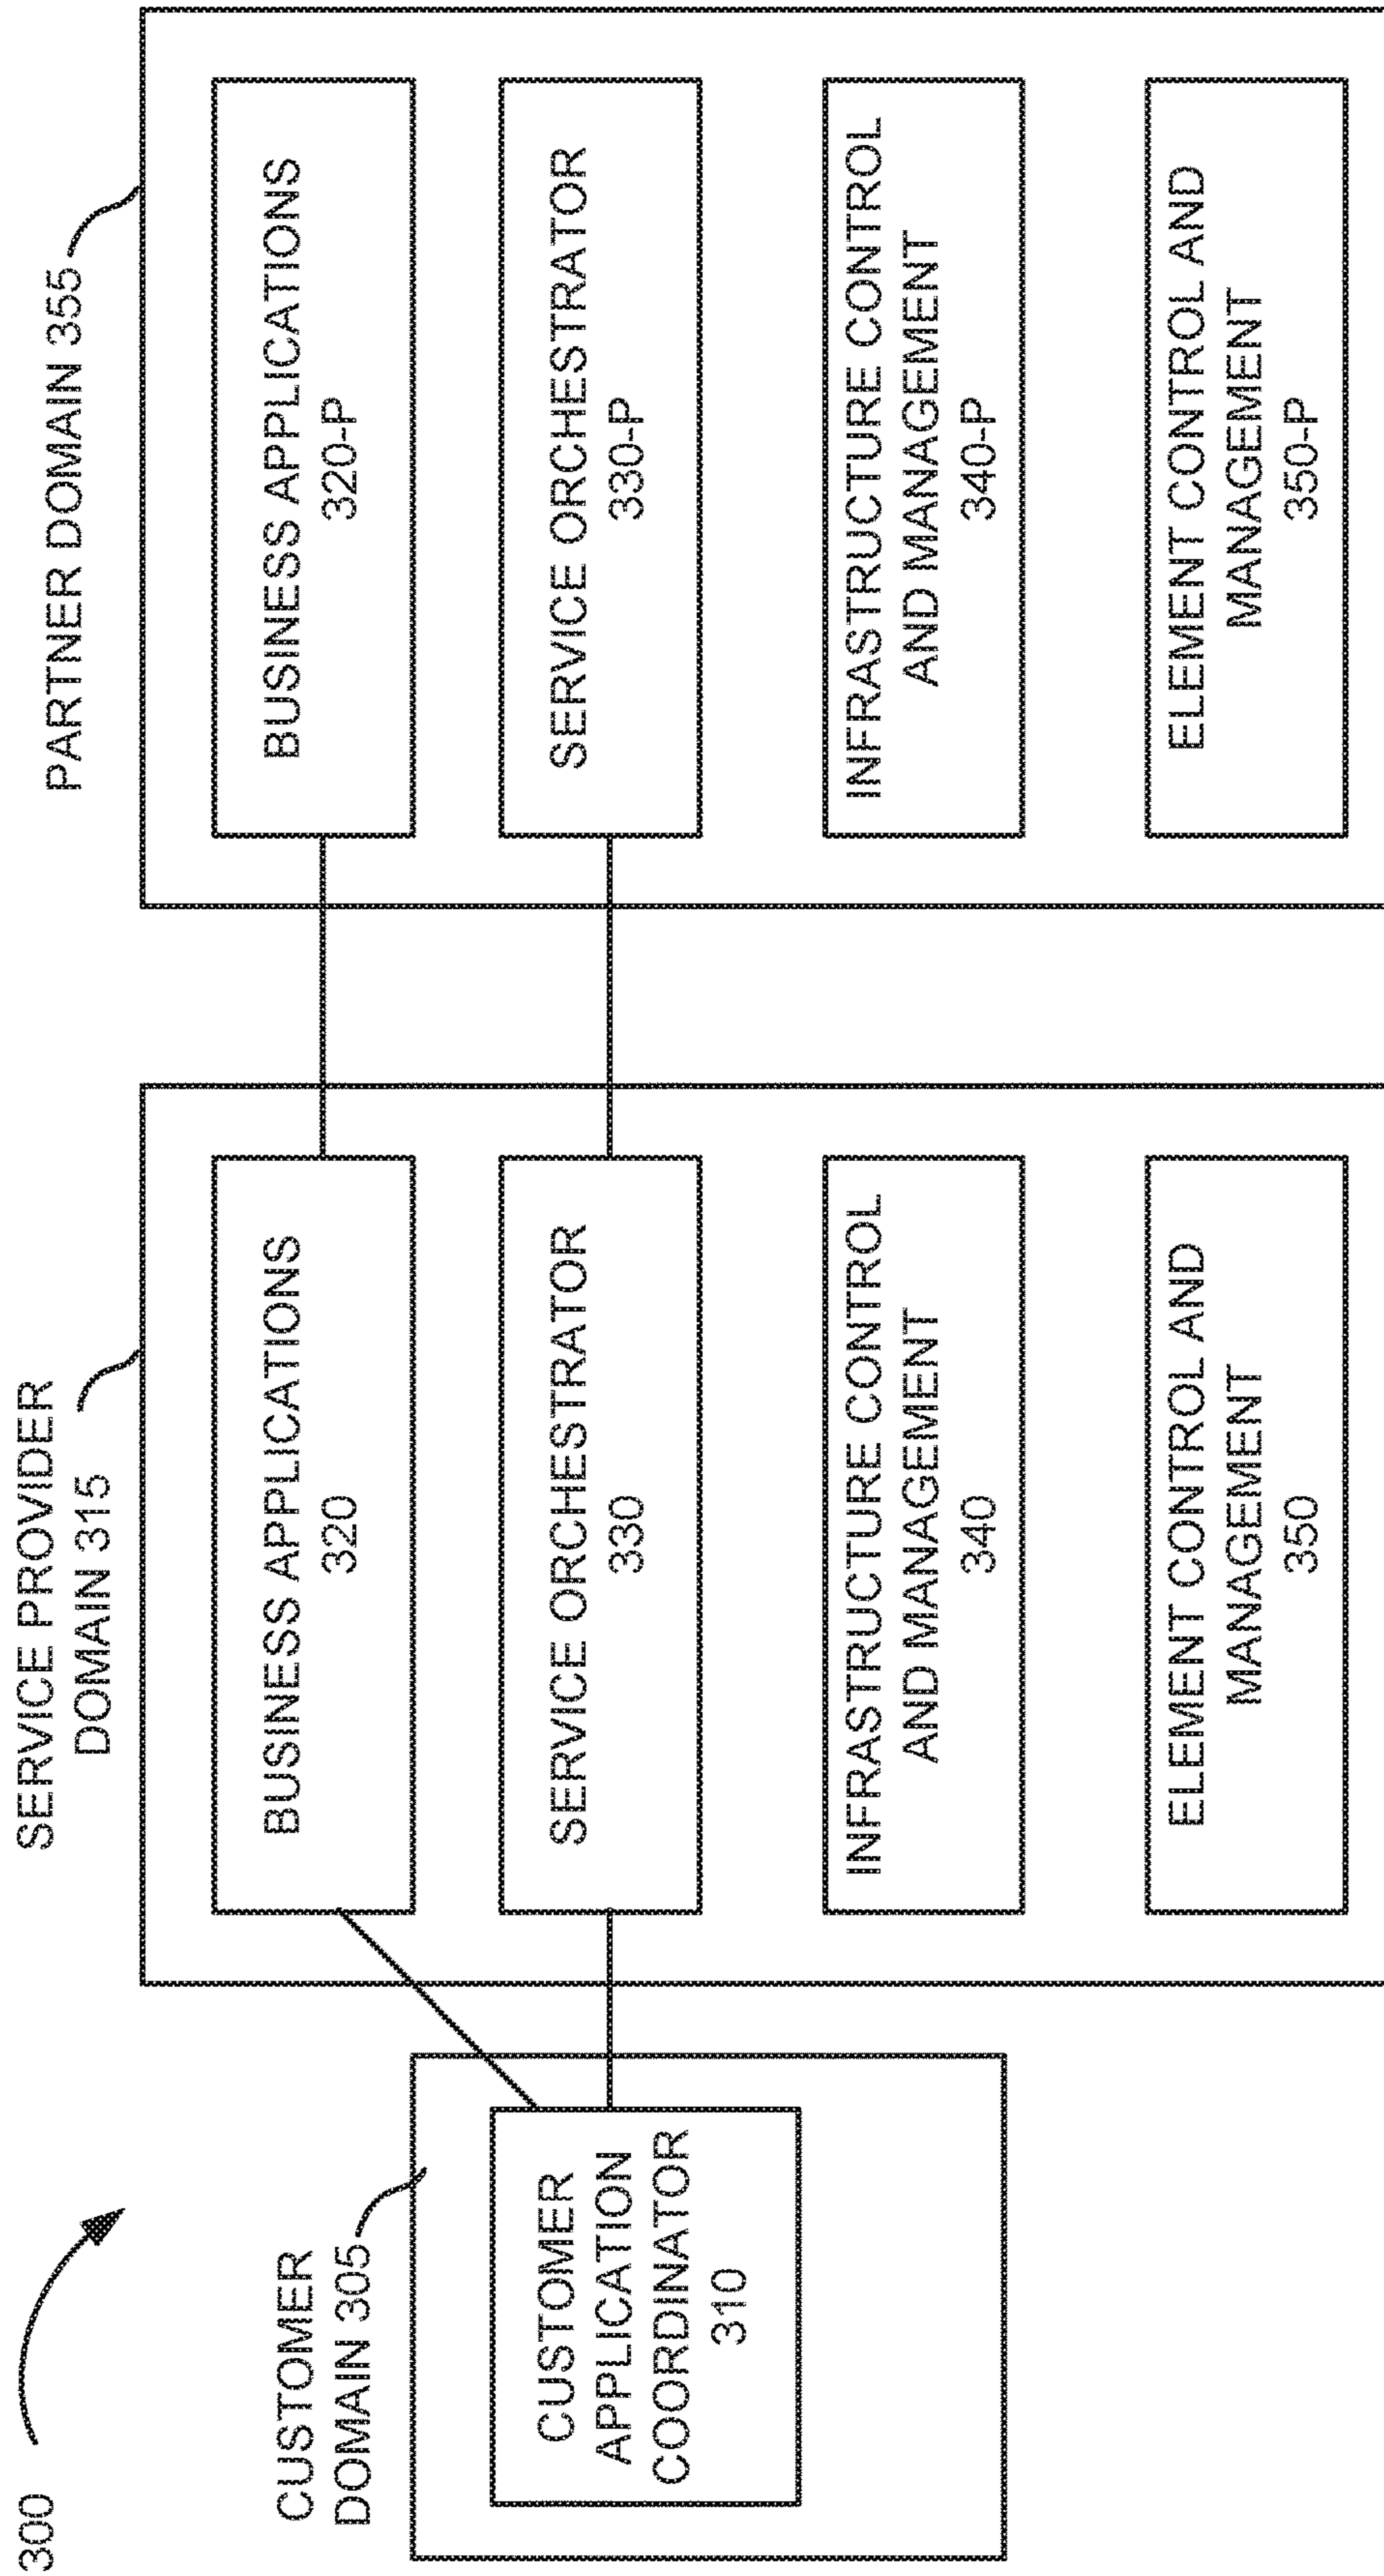 300
CUSTOMER
DOMAIN 305
CUSTOMER
APPLICATION
COORDINATOR
310
SERVICE PROVIDER
DOMAIN 315
BUSINESS APPLICATIONS
320
SERVICE ORCHESTRATOR
330
INFRASTRUCTURE CONTROL
AND MANAGEMENT
340
ELEMENT CONTROL AND
MANAGEMENT
350
PARTNER DOMAIN 355
BUSINESS APPLICATIONS
320-P
SERVICE ORCHESTRATOR
330-P
INFRASTRUCTURE CONTROL
AND MANAGEMENT
340-P
ELEMENT CONTROL AND
MANAGEMENT
350-P